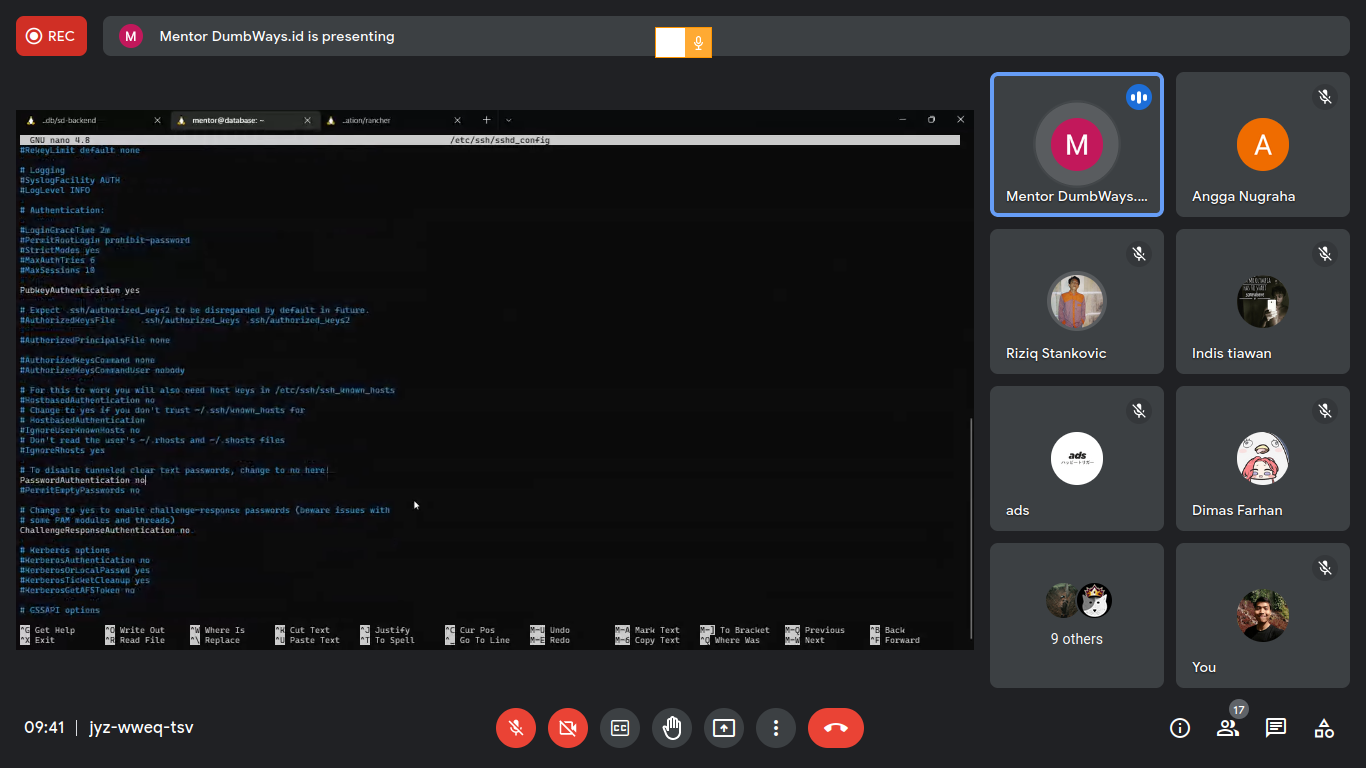 REC
M
Mentor DumbWays.id is presenting
..db/sd-backend
mentor@database: ~
..ation/rancher
GNU nano 4.8
/etc/ssh/sshd_config
#RekeyLimit default none
# Logging
#SyslogFacility AUTH
#LogLevel INFO
# Authentication:
#LoginGraceTime 2m
#PermitRootLogin prohibit-password
#StrictModes yes
#MaxAuthTries 6
#MaxSessions 10
PubkeyAuthentication yes
# Expect .ssh/authorized_keys2 to be disregarded by default in future.
#AuthorizedKeysFile .ssh/authorized_keys .ssh/authorized_keys2
#AuthorizedPrincipalsFile none
#AuthorizedKeysCommand none
#AuthorizedKeysCommandUser nobody
# For this to work you will also need host keys in /etc/ssh/ssh_known_hosts
#HostbasedAuthentication no
# Change to yes if you don't trust ~/.ssh/known_hosts for
# HostbasedAuthentication
#IgnoreUserKnownHosts no
# Don't read the user's ~/.rhosts and ~/.shosts files
#IgnoreRhosts yes
# To disable tunneled clear text passwords, change to no here!
PasswordAuthentication no
#PermitEmptyPasswords no
# Change to yes to enable challenge-response passwords (beware issues with
# some PAM modules and threads)
ChallengeResponseAuthentication no
# Kerberos options
#KerberosAuthentication no
#KerberosOrLocalPasswd yes
#KerberosTicketCleanup yes
#KerberosGetAFSToken no
# GSSAPI options
^G Get Help ^O Write Out ^W Where Is ^K Cut Text ^J Justify ^C Cur Pos M-U Undo M-A Mark Text M-] To Bracket M-Q Previous ^B Back
^X Exit ^R Read File ^\ Replace ^U Paste Text ^T To Spell ^_ Go To Line M-E Redo M-6 Copy Text ^Q Where Was M-W Next ^F Forward
M
Mentor DumbWays....
A
Angga Nugraha
Riziq Stankovic
Indis tiawan
ads
ads
Dimas Farhan
9 others
You
09:41 | jyz-wweq-tsv
CC
17